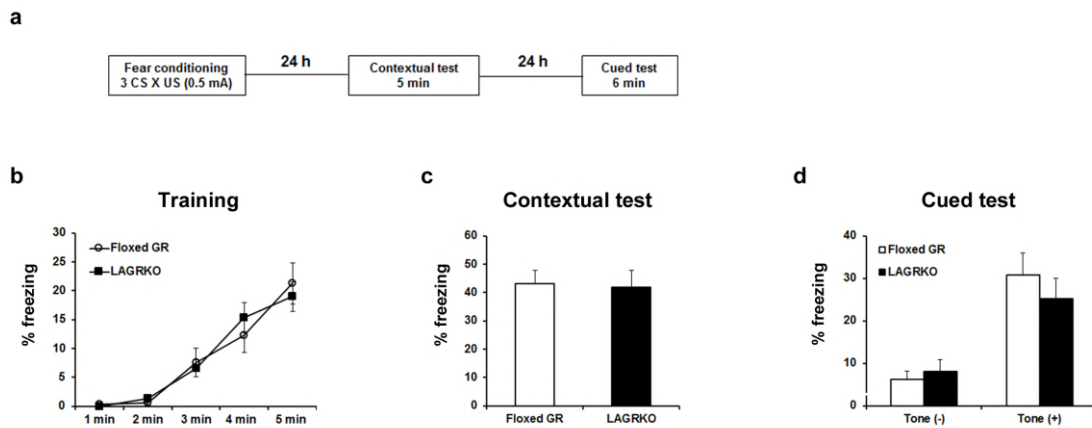 a
Fear conditioning
3 CS X US (0.5 mA)
24 h
Contextual test
5 min
24 h
Cued test
6 min
b
Training
% freezing
30
25
20
15
10
5
0
Floxed GR
LAGRKO
1 min 2 min 3 min 4 min 5 min
c
Contextual test
% freezing
60
50
40
30
20
10
0
Floxed GR LAGRKO
d
Cued test
% freezing
40
30
20
10
0
Floxed GR
LAGRKO
Tone (-) Tone (+)